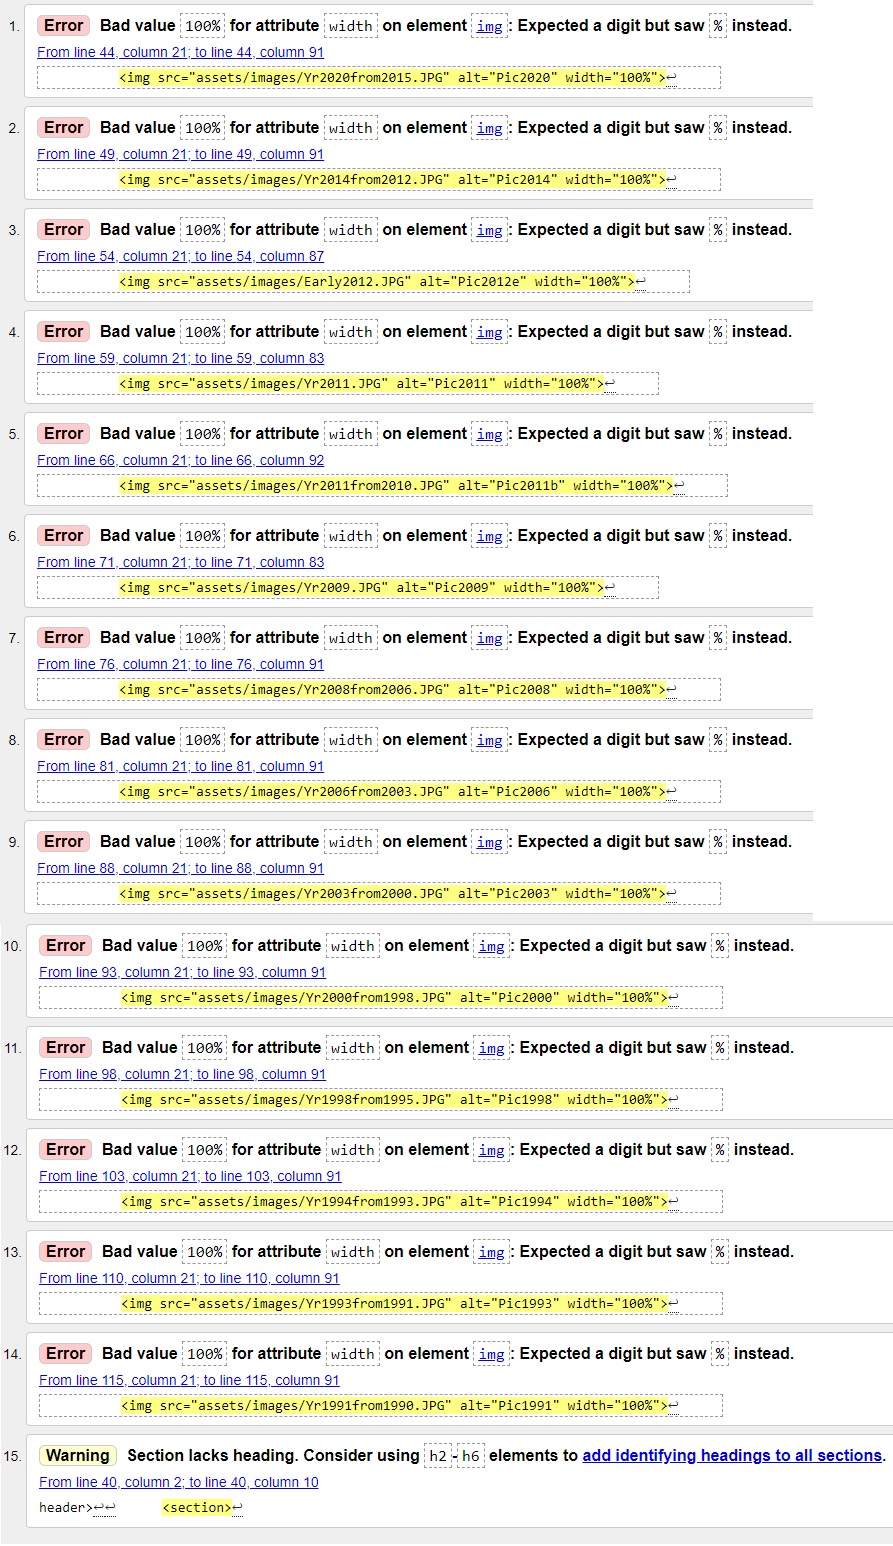 1. Error Bad value 100% for attribute width on element img: Expected a digit but saw % instead.
From line 44, column 21; to line 44, column 91
<img src="assets/images/Yr2020from2015.JPG" alt="Pic2020" width="100%">↩
2. Error Bad value 100% for attribute width on element img: Expected a digit but saw % instead.
From line 49, column 21; to line 49, column 91
<img src="assets/images/Yr2014from2012.JPG" alt="Pic2014" width="100%">↩
3. Error Bad value 100% for attribute width on element img: Expected a digit but saw % instead.
From line 54, column 21; to line 54, column 87
<img src="assets/images/Early2012.JPG" alt="Pic2012e" width="100%">↩
4. Error Bad value 100% for attribute width on element img: Expected a digit but saw % instead.
From line 59, column 21; to line 59, column 83
<img src="assets/images/Yr2011.JPG" alt="Pic2011" width="100%">↩
5. Error Bad value 100% for attribute width on element img: Expected a digit but saw % instead.
From line 66, column 21; to line 66, column 92
<img src="assets/images/Yr2011from2010.JPG" alt="Pic2011b" width="100%">↩
6. Error Bad value 100% for attribute width on element img: Expected a digit but saw % instead.
From line 71, column 21; to line 71, column 83
<img src="assets/images/Yr2009.JPG" alt="Pic2009" width="100%">↩
7. Error Bad value 100% for attribute width on element img: Expected a digit but saw % instead.
From line 76, column 21; to line 76, column 91
<img src="assets/images/Yr2008from2006.JPG" alt="Pic2008" width="100%">↩
8. Error Bad value 100% for attribute width on element img: Expected a digit but saw % instead.
From line 81, column 21; to line 81, column 91
<img src="assets/images/Yr2006from2003.JPG" alt="Pic2006" width="100%">↩
9. Error Bad value 100% for attribute width on element img: Expected a digit but saw % instead.
From line 88, column 21; to line 88, column 91
<img src="assets/images/Yr2003from2000.JPG" alt="Pic2003" width="100%">↩
10. Error Bad value 100% for attribute width on element img: Expected a digit but saw % instead.
From line 93, column 21; to line 93, column 91
<img src="assets/images/Yr2000from1998.JPG" alt="Pic2000" width="100%">↩
11. Error Bad value 100% for attribute width on element img: Expected a digit but saw % instead.
From line 98, column 21; to line 98, column 91
<img src="assets/images/Yr1998from1995.JPG" alt="Pic1998" width="100%">↩
12. Error Bad value 100% for attribute width on element img: Expected a digit but saw % instead.
From line 103, column 21; to line 103, column 91
<img src="assets/images/Yr1994from1993.JPG" alt="Pic1994" width="100%">↩
13. Error Bad value 100% for attribute width on element img: Expected a digit but saw % instead.
From line 110, column 21; to line 110, column 91
<img src="assets/images/Yr1993from1991.JPG" alt="Pic1993" width="100%">↩
14. Error Bad value 100% for attribute width on element img: Expected a digit but saw % instead.
From line 115, column 21; to line 115, column 91
<img src="assets/images/Yr1991from1990.JPG" alt="Pic1991" width="100%">↩
15. Warning Section lacks heading. Consider using h2-h6 elements to add identifying headings to all sections.
From line 40, column 2; to line 40, column 10
header>↩↩ <section>↩